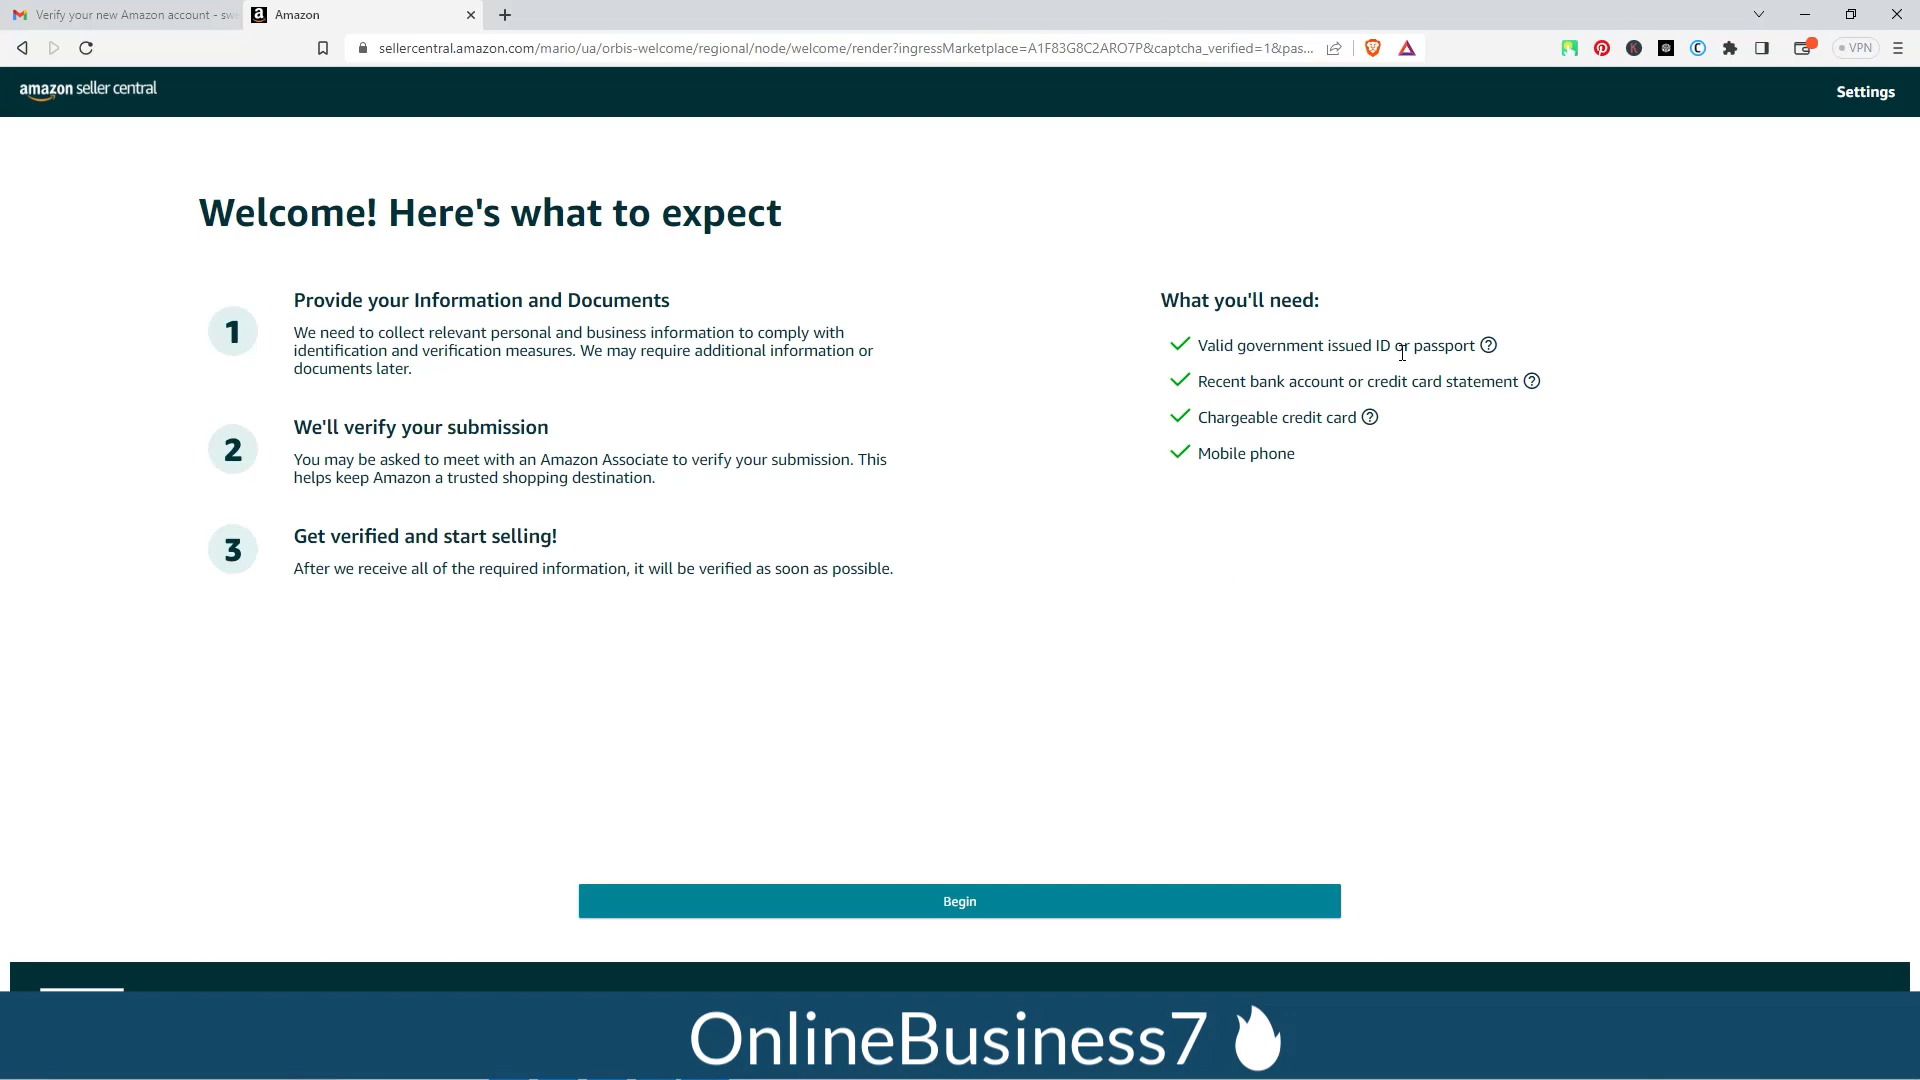 Verify your new Amazon account - sw
Amazon
sellercentral.amazon.com/mario/ua/orbis-welcome/regional/node/welcome/render?ingressMarketplace=A1F83G8C2ARO7P&captcha_verified=1&pas...
VPN
amazon seller central
Settings
Welcome! Here's what to expect
1
Provide your Information and Documents
We need to collect relevant personal and business information to comply with
identification and verification measures. We may require additional information or
documents later.
2
We'll verify your submission
You may be asked to meet with an Amazon Associate to verify your submission. This
helps keep Amazon a trusted shopping destination.
3
Get verified and start selling!
After we receive all of the required information, it will be verified as soon as possible.
What you'll need:
Valid government issued ID or passport
Recent bank account or credit card statement
Chargeable credit card
Mobile phone
Begin
OnlineBusiness7